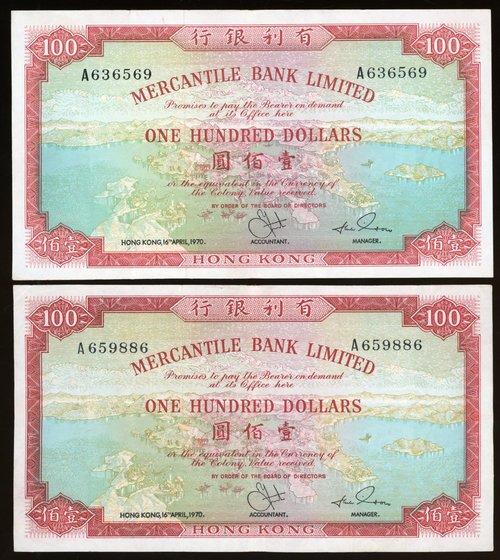 100 行銀利有 100
A636569 A636569
MERCANTILE BANK LIMITED
Promises to pay the Bearer on demand
at its Office here
ONE HUNDRED DOLLARS
圓佰壹
or the equivalent in the Currency of
the Colony, Value received.
BY ORDER OF THE BOARD OF DIRECTORS
HONG KONG, 16TH APRIL, 1970. ACCOUNTANT. MANAGER.
佰壹 HONG KONG 佰壹
100 行銀利有 100
A659886 A659886
MERCANTILE BANK LIMITED
Promises to pay the Bearer on demand
at its Office here
ONE HUNDRED DOLLARS
圓佰壹
or the equivalent in the Currency of
the Colony, Value received.
BY ORDER OF THE BOARD OF DIRECTORS
HONG KONG, 16TH APRIL, 1970. ACCOUNTANT. MANAGER.
佰壹 HONG KONG 佰壹